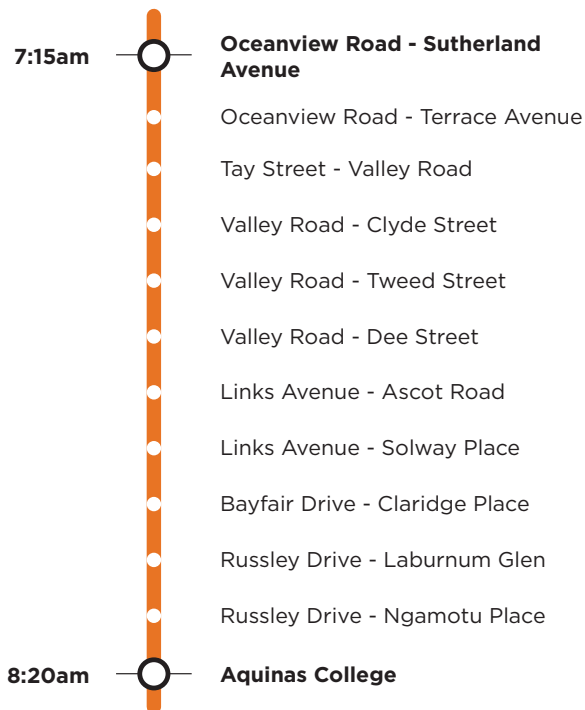 7:15am
Oceanview Road - Sutherland
Avenue
Oceanview Road - Terrace Avenue
Tay Street - Valley Road
Valley Road - Clyde Street
Valley Road - Tweed Street
Valley Road - Dee Street
Links Avenue - Ascot Road
Links Avenue - Solway Place
Bayfair Drive - Claridge Place
Russley Drive - Laburnum Glen
Russley Drive - Ngamotu Place
8:20am
Aquinas College